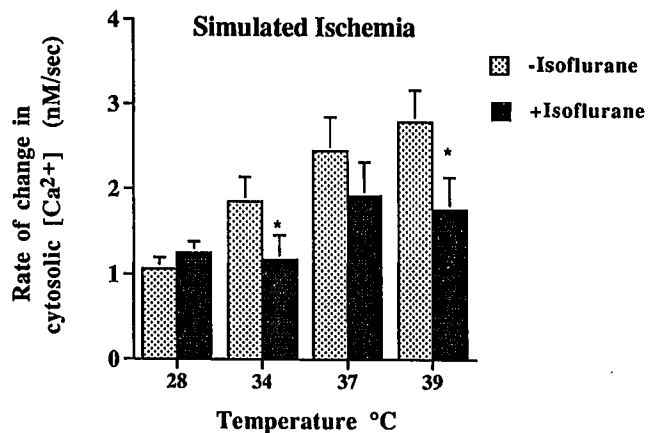 Simulated Ischemia
-Isoflurane
+Isoflurane
Rate of change in
cytosolic [Ca2+] (nM/sec)
4
3
2
1
0
*
*
28
34
37
39
Temperature °C